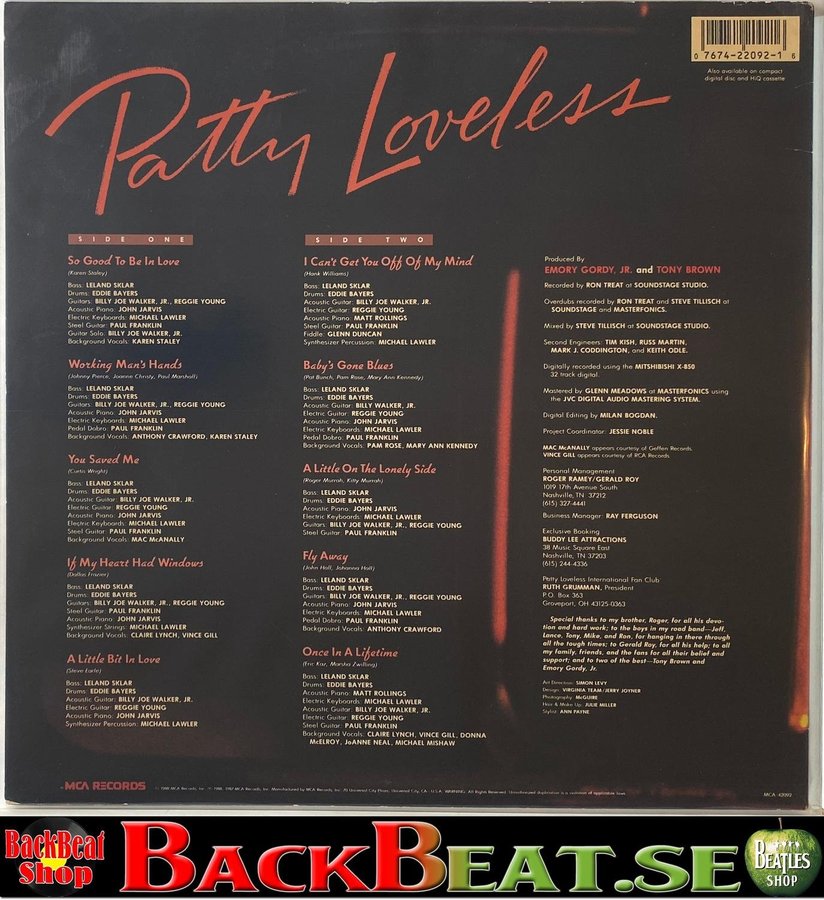 0 7674-22092-1 6
Also available on compact
digital disc and HiQ cassette
Patty Loveless
SIDE ONE
So Good To Be In Love
(Karen Staley)
Bass: LELAND SKLAR
Drums: EDDIE BAYERS
Guitars: BILLY JOE WALKER, JR., REGGIE YOUNG
Acoustic Piano: JOHN JARVIS
Electric Keyboards: MICHAEL LAWLER
Steel Guitar: PAUL FRANKLIN
Guitar Solo: BILLY JOE WALKER, JR.
Background Vocals: KAREN STALEY
Working Man's Hands
(Johnny Pierce, Joanne Christy, Paul Marshall)
Bass: LELAND SKLAR
Drums: EDDIE BAYERS
Guitars: BILLY JOE WALKER, JR., REGGIE YOUNG
Acoustic Piano: JOHN JARVIS
Electric Keyboards: MICHAEL LAWLER
Pedal Dobro: PAUL FRANKLIN
Background Vocals: ANTHONY CRAWFORD, KAREN STALEY
You Saved Me
(Curtis Wright)
Bass: LELAND SKLAR
Drums: EDDIE BAYERS
Acoustic Guitar: BILLY JOE WALKER, JR.
Electric Guitar: REGGIE YOUNG
Acoustic Piano: JOHN JARVIS
Electric Keyboards: MICHAEL LAWLER
Steel Guitar: PAUL FRANKLIN
Background Vocals: MAC McANALLY
If My Heart Had Windows
(Dallas Frazier)
Bass: LELAND SKLAR
Drums: EDDIE BAYERS
Guitars: BILLY JOE WALKER, JR., REGGIE YOUNG
Steel Guitar: PAUL FRANKLIN
Acoustic Piano: JOHN JARVIS
Synthesizer Strings: MICHAEL LAWLER
Background Vocals: CLAIRE LYNCH, VINCE GILL
A Little Bit In Love
(Steve Earle)
Bass: LELAND SKLAR
Drums: EDDIE BAYERS
Acoustic Guitar: BILLY JOE WALKER, JR.
Electric Guitar: REGGIE YOUNG
Acoustic Piano: JOHN JARVIS
Synthesizer Percussion: MICHAEL LAWLER
SIDE TWO
I Can't Get You Off Of My Mind
(Hank Williams)
Bass: LELAND SKLAR
Drums: EDDIE BAYERS
Acoustic Guitar: BILLY JOE WALKER, JR.
Electric Guitar: REGGIE YOUNG
Acoustic Piano: MATT ROLLINGS
Steel Guitar: PAUL FRANKLIN
Fiddle: GLENN DUNCAN
Synthesizer Percussion: MICHAEL LAWLER
Baby's Gone Blues
(Pat Bunch, Pam Rose, Mary Ann Kennedy)
Bass: LELAND SKLAR
Drums: EDDIE BAYERS
Acoustic Guitar: BILLY WALKER, JR.
Electric Guitar: REGGIE YOUNG
Acoustic Piano: JOHN JARVIS
Electric Keyboards: MICHAEL LAWLER
Pedal Dobro: PAUL FRANKLIN
Background Vocals: PAM ROSE, MARY ANN KENNEDY
A Little On The Lonely Side
(Roger Murrah, Kitty Murrah)
Bass: LELAND SKLAR
Drums: EDDIE BAYERS
Acoustic Piano: JOHN JARVIS
Electric Keyboards: MICHAEL LAWLER
Guitars: BILLY JOE WALKER, JR., REGGIE YOUNG
Steel Guitar: PAUL FRANKLIN
Fly Away
(John Hall, Johanna Hall)
Bass: LELAND SKLAR
Drums: EDDIE BAYERS
Guitars: BILLY JOE WALKER, JR., REGGIE YOUNG
Acoustic Piano: JOHN JARVIS
Electric Keyboards: MICHAEL LAWLER
Pedal Dobro: PAUL FRANKLIN
Background Vocals: ANTHONY CRAWFORD
Once In A Lifetime
(Eric Kaz, Marsha Zwilling)
Bass: LELAND SKLAR
Drums: EDDIE BAYERS
Acoustic Piano: MATT ROLLINGS
Electric Keyboards: MICHAEL LAWLER
Acoustic Guitar: BILLY JOE WALKER, JR.
Electric Guitar: REGGIE YOUNG
Steel Guitar: PAUL FRANKLIN
Background Vocals: CLAIRE LYNCH, VINCE GILL, DONNA
McELROY, JoANNE NEAL, MICHAEL MISHAW
Produced By
EMORY GORDY, JR. and TONY BROWN
Recorded by RON TREAT at SOUNDSTAGE STUDIO.
Overdubs recorded by RON TREAT and STEVE TILLISCH at
SOUNDSTAGE and MASTERFONICS.
Mixed by STEVE TILLISCH at SOUNDSTAGE STUDIO.
Second Engineers: TIM KISH, RUSS MARTIN,
MARK J. CODDINGTON, and KEITH ODLE.
Digitally recorded using the MITSHIBISHI X-850
32 track digital.
Mastered by GLENN MEADOWS at MASTERFONICS using
the JVC DIGITAL AUDIO MASTERING SYSTEM.
Digital Editing by MILAN BOGDAN.
Project Coordinator: JESSIE NOBLE
MAC McANALLY appears courtesy of Geffen Records.
VINCE GILL appears courtesy of RCA Records.
Personal Management
ROGER RAMEY/GERALD ROY
1019 17th Avenue South
Nashville, TN 37212
(615) 327-4441
Business Manager: RAY FERGUSON
Exclusive Booking
BUDDY LEE ATTRACTIONS
38 Music Square East
Nashville, TN 37203
(615) 244-4336
Patty Loveless International Fan Club
RUTH GRUMMAN, President
P.O. Box 363
Groveport, OH 43125-0363
Special thanks to my brother, Roger, for all his devo-
tion and hard work; to the boys in my road band—Jeff,
Lance, Tony, Mike, and Ron, for hanging in there through
all the tough times; to Gerald Roy, for all his help; to all
my family, friends, and the fans for all their belief and
support; and to two of the best—Tony Brown and
Emory Gordy, Jr.
Art Direction: SIMON LEVY
Design: VIRGINIA TEAM/JERRY JOYNER
Photography: McGUIRE
Hair & Make Up: JULIE MILLER
Stylist: ANN PAYNE
MCA RECORDS
MCA-42092
BackBeat
Shop
BACKBEAT.SE
BEATLES
SHOP